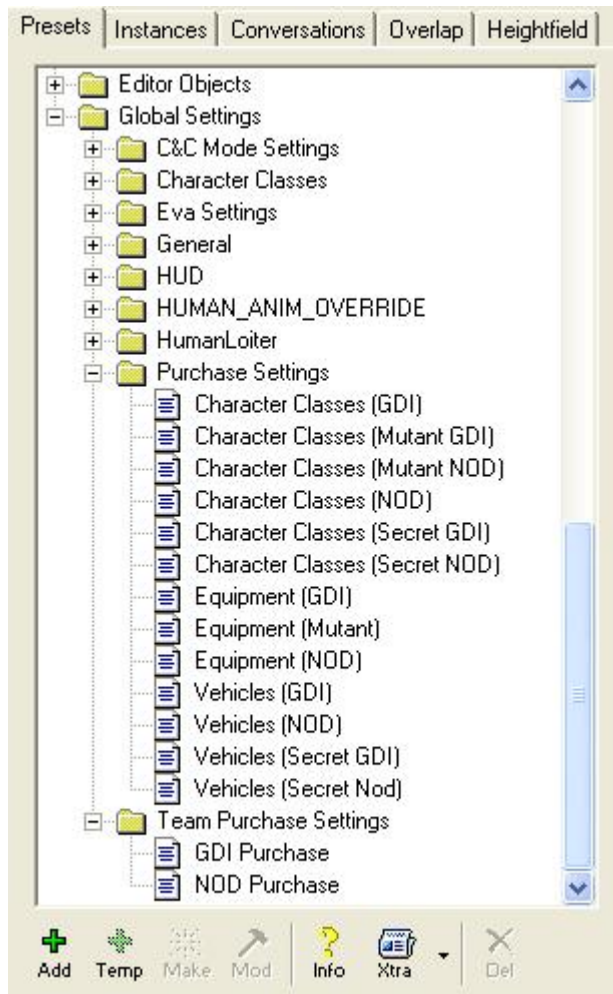 Presets Instances Conversations Overlap Heightfield
Editor Objects
Global Settings
C&C Mode Settings
Character Classes
Eva Settings
General
HUD
HUMAN_ANIM_OVERRIDE
HumanLoiter
Purchase Settings
Character Classes (GDI)
Character Classes (Mutant GDI)
Character Classes (Mutant NOD)
Character Classes (NOD)
Character Classes (Secret GDI)
Character Classes (Secret NOD)
Equipment (GDI)
Equipment (Mutant)
Equipment (NOD)
Vehicles (GDI)
Vehicles (NOD)
Vehicles (Secret GDI)
Vehicles (Secret Nod)
Team Purchase Settings
GDI Purchase
NOD Purchase
Add Temp Make Mod Info Xtra Del